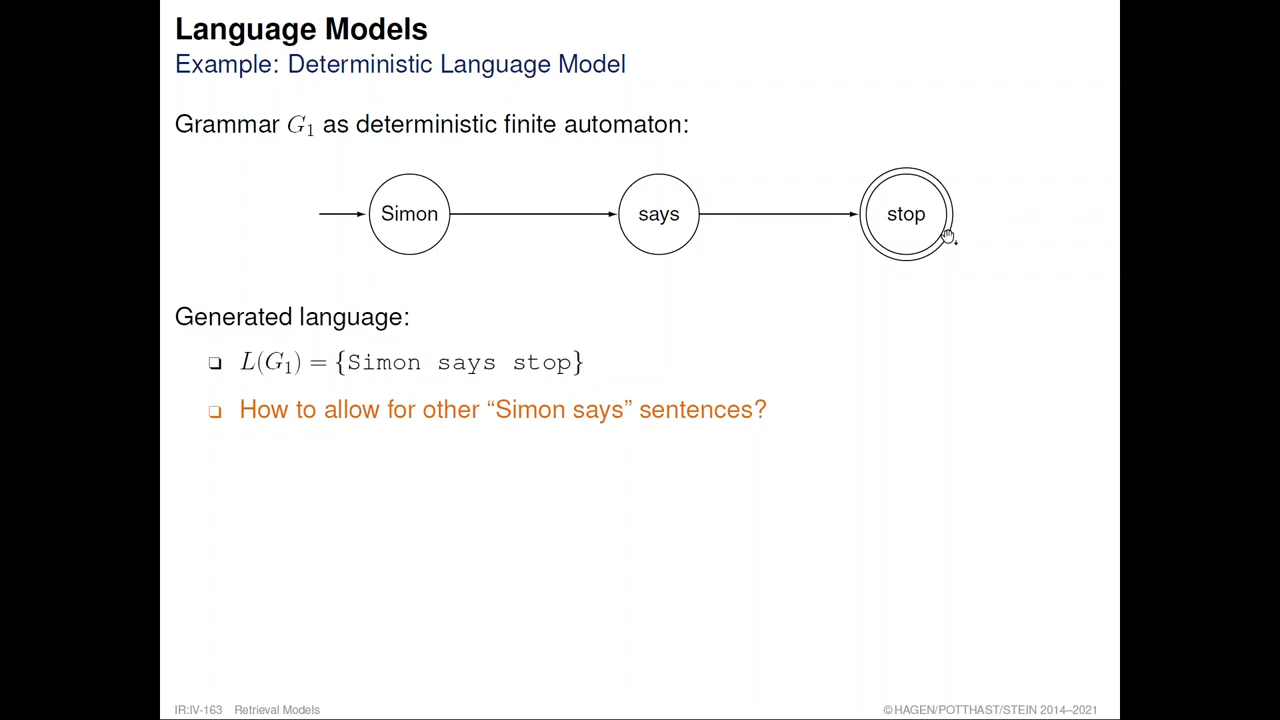 Language Models
Example: Deterministic Language Model
Grammar G₁ as deterministic finite automaton:
Simon says stop
Generated language:
❑ L(G₁) = {Simon says stop}
❑ How to allow for other “Simon says” sentences?
IR:IV-163 Retrieval Models ©HAGEN/POTTHAST/STEIN 2014–2021